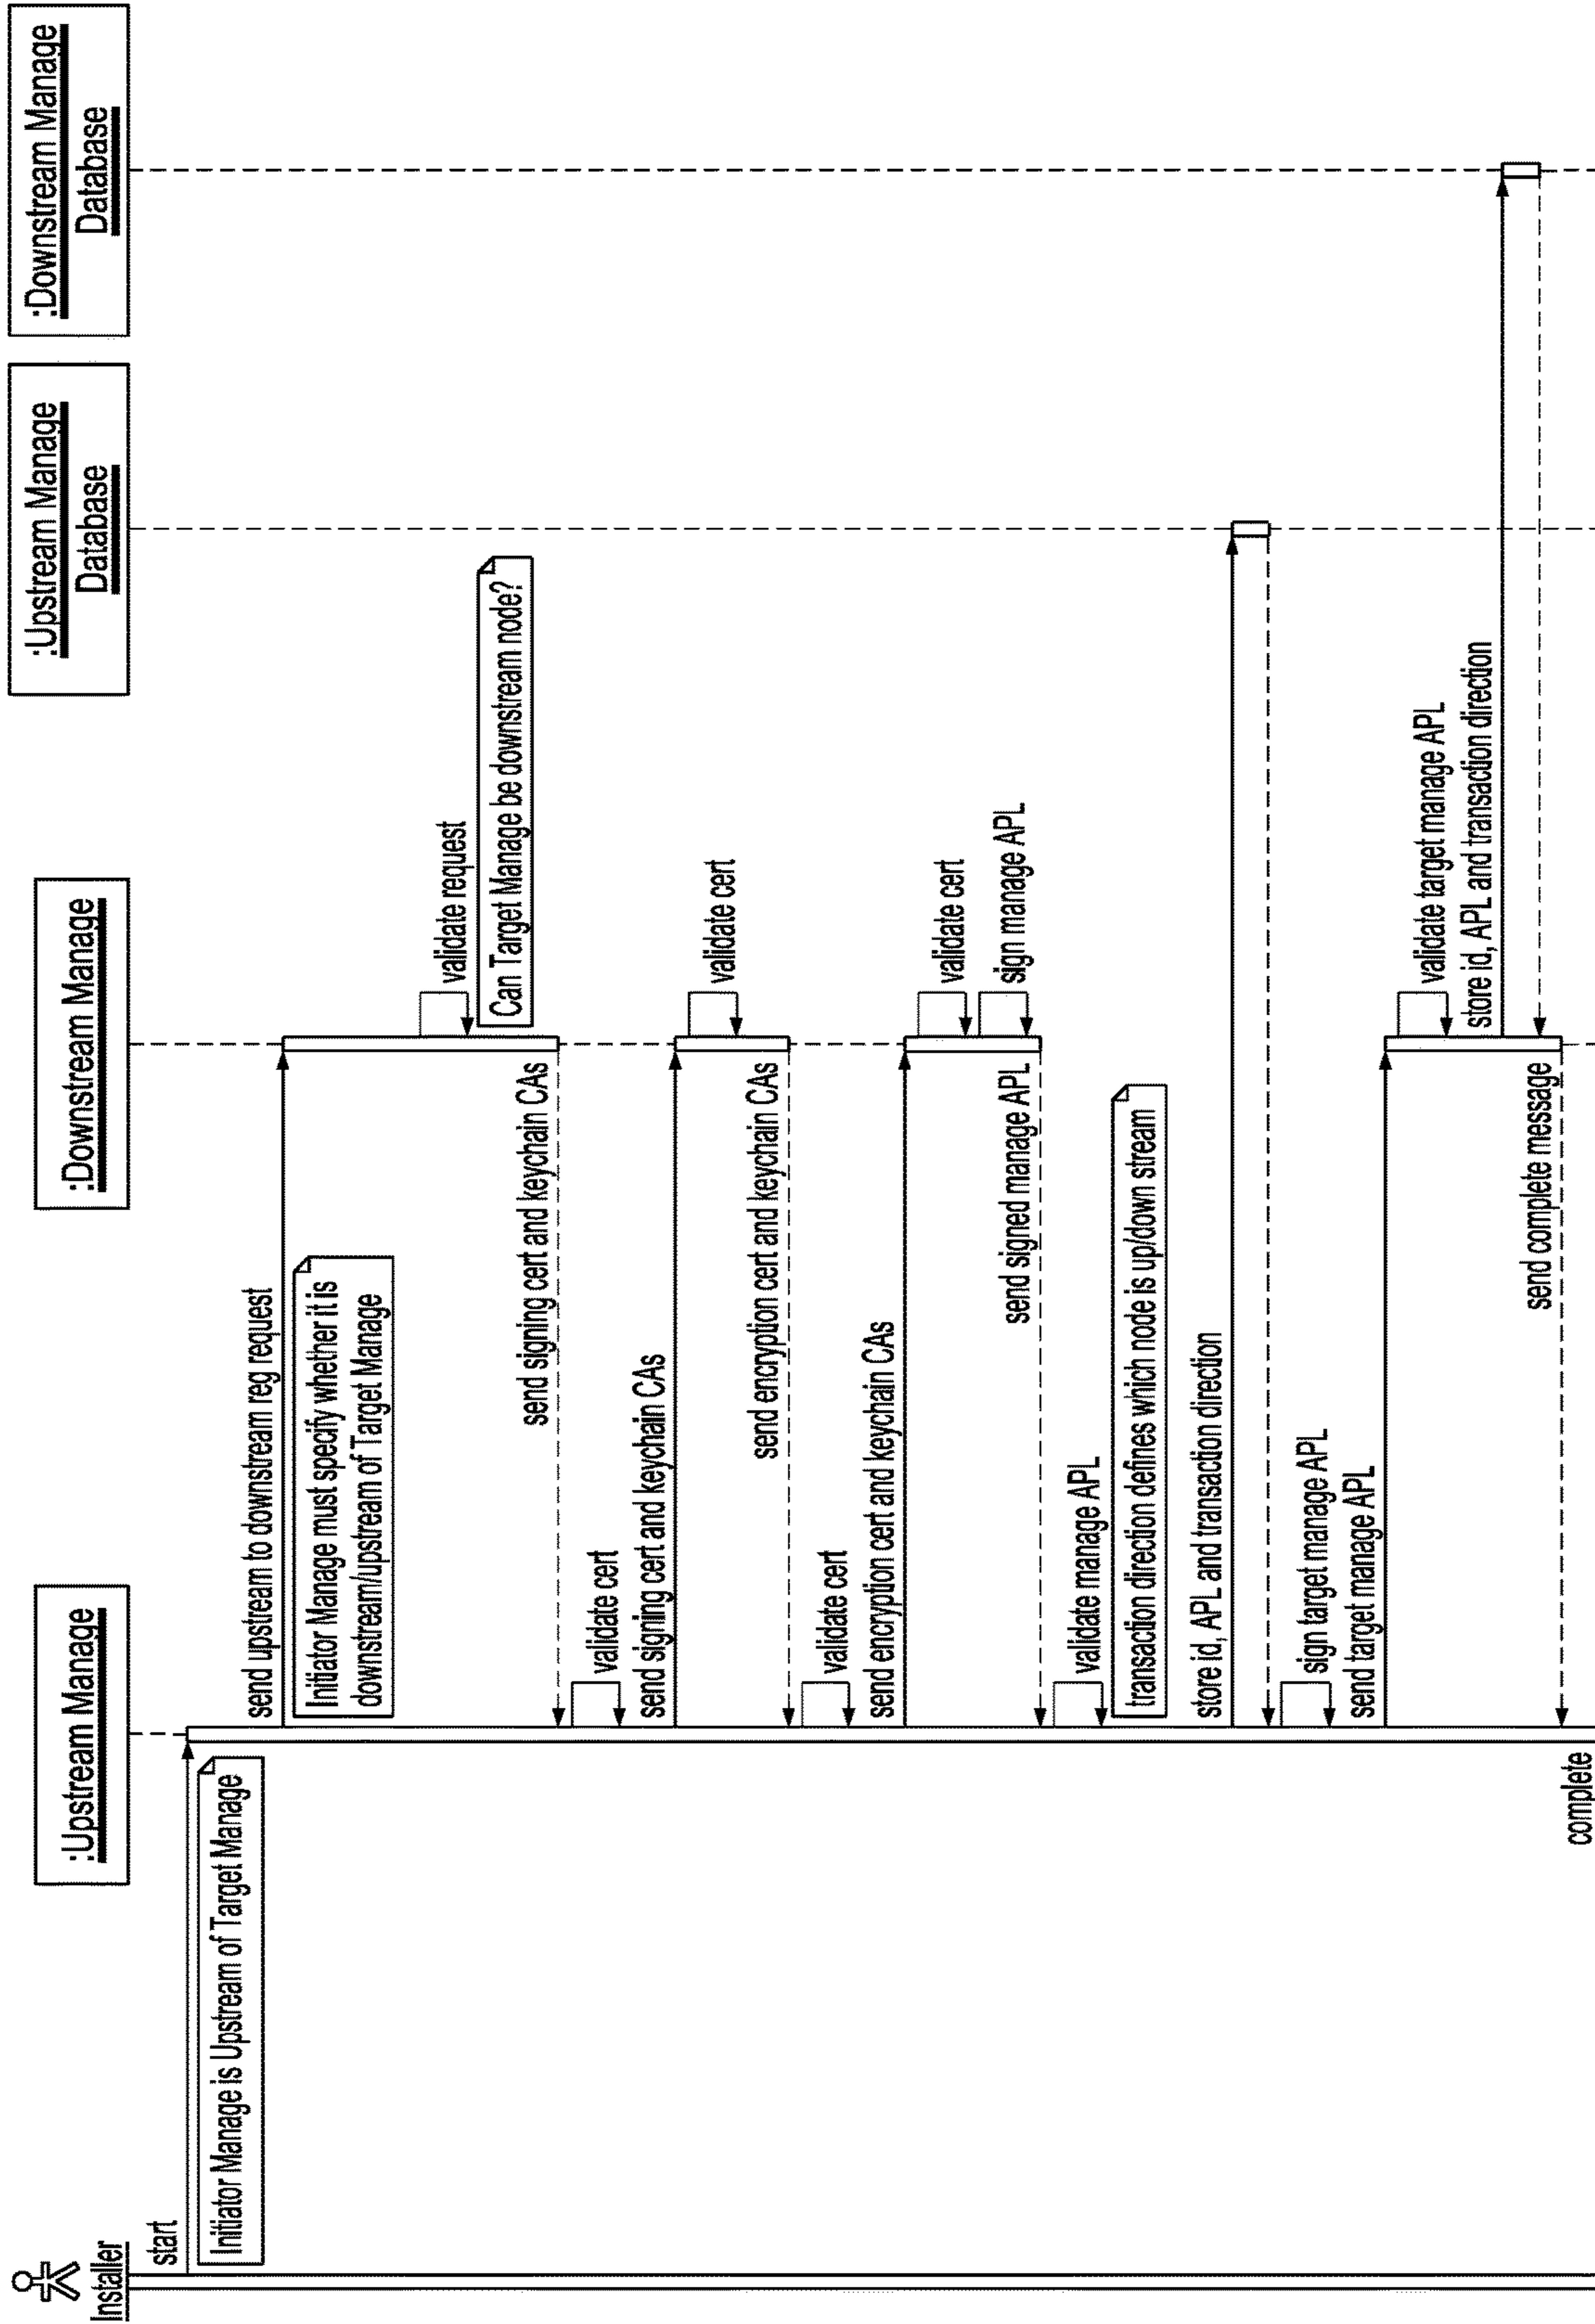 Installer
:Upstream Manage
:Downstream Manage
:Upstream Manage
Database
:Downstream Manage
Database
start
Initiator Manage is Upstream of Target Manage
send upstream to downstream reg request
Initiator Manage must specify whether it is
downstream/upstream of Target Manage
validate request
Can Target Manage be downstream node?
send signing cert and keychain CAs
validate cert
send signing cert and keychain CAs
validate cert
send encryption cert and keychain CAs
validate cert
send encryption cert and keychain CAs
validate cert
sign manage APL
send signed manage APL
validate manage APL
transaction direction defines which node is up/down stream
store id, APL and transaction direction
sign target manage APL
send target manage APL
validate target manage APL
store id, APL and transaction direction
send complete message
complete